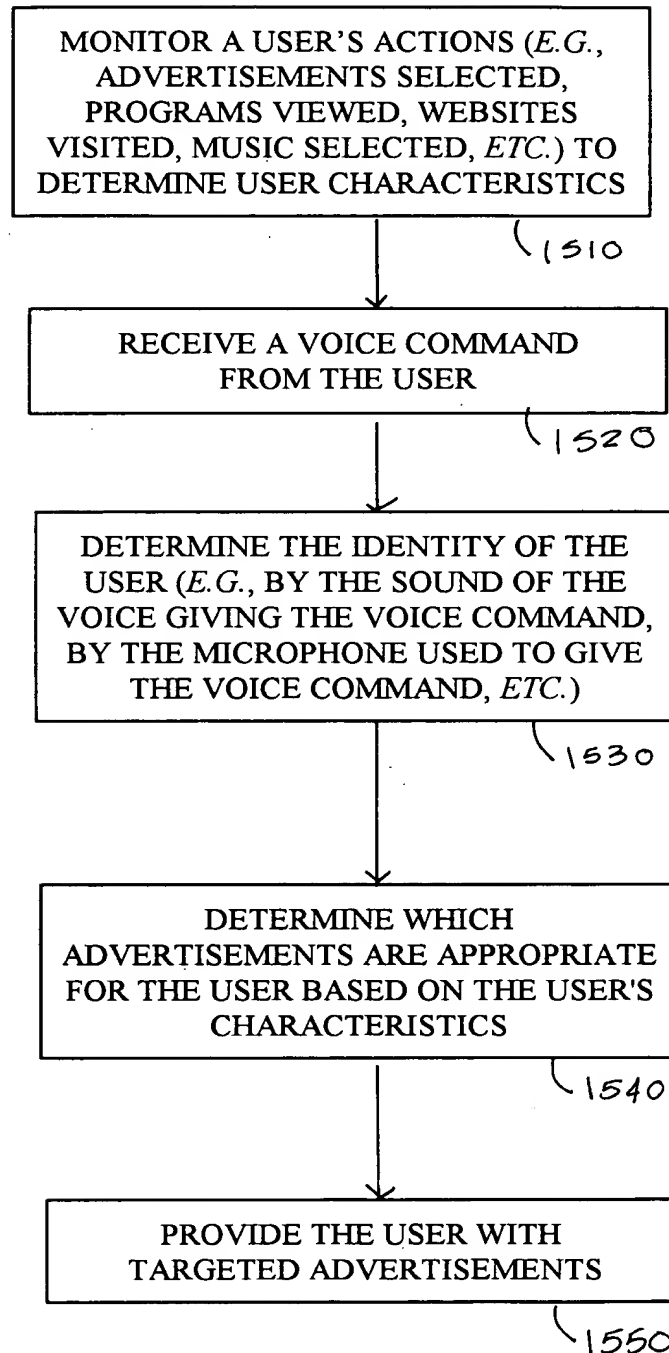 MONITOR A USER'S ACTIONS (E.G.,
ADVERTISEMENTS SELECTED,
PROGRAMS VIEWED, WEBSITES
VISITED, MUSIC SELECTED, ETC.) TO
DETERMINE USER CHARACTERISTICS
1510
RECEIVE A VOICE COMMAND
FROM THE USER
1520
DETERMINE THE IDENTITY OF THE
USER (E.G., BY THE SOUND OF THE
VOICE GIVING THE VOICE COMMAND,
BY THE MICROPHONE USED TO GIVE
THE VOICE COMMAND, ETC.)
1530
DETERMINE WHICH
ADVERTISEMENTS ARE APPROPRIATE
FOR THE USER BASED ON THE USER'S
CHARACTERISTICS
1540
PROVIDE THE USER WITH
TARGETED ADVERTISEMENTS
1550